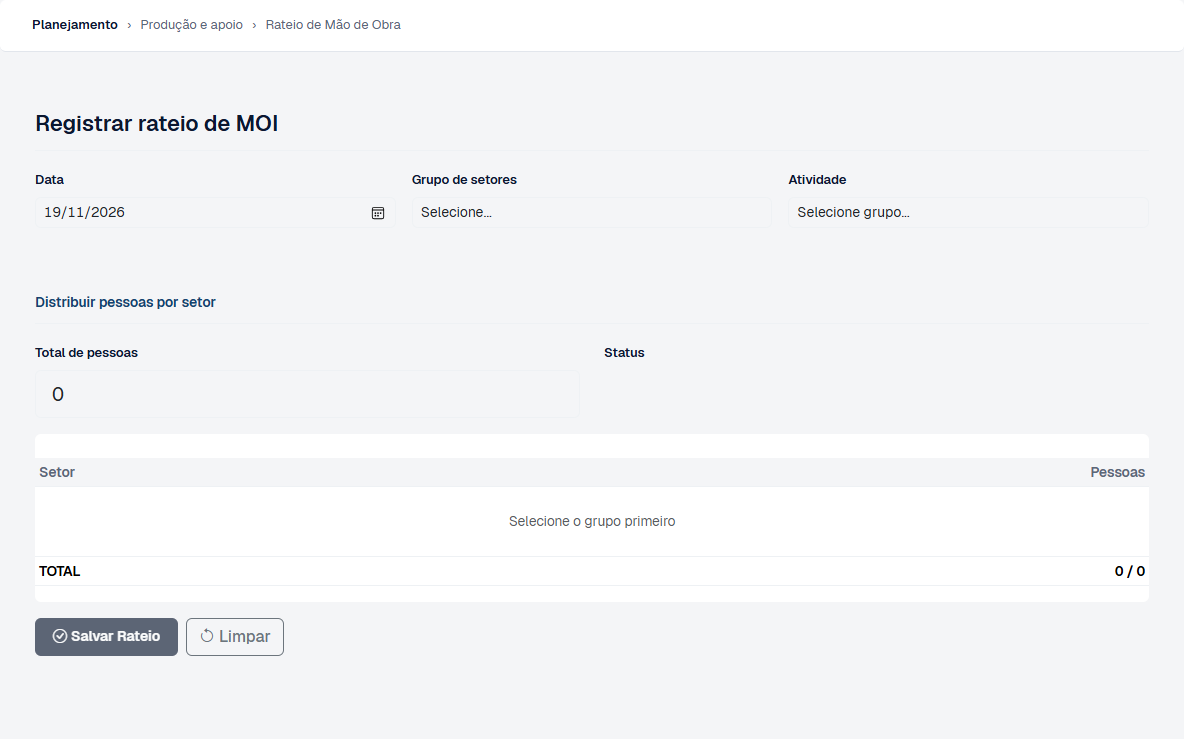 Planejamento › Produção e apoio › Rateio de Mão de Obra
Registrar rateio de MOI
Data Grupo de setores Atividade
19/11/2026 Selecione... Selecione grupo...
Distribuir pessoas por setor
Total de pessoas Status
0
Setor Pessoas
Selecione o grupo primeiro
TOTAL 0 / 0
Salvar Rateio Limpar